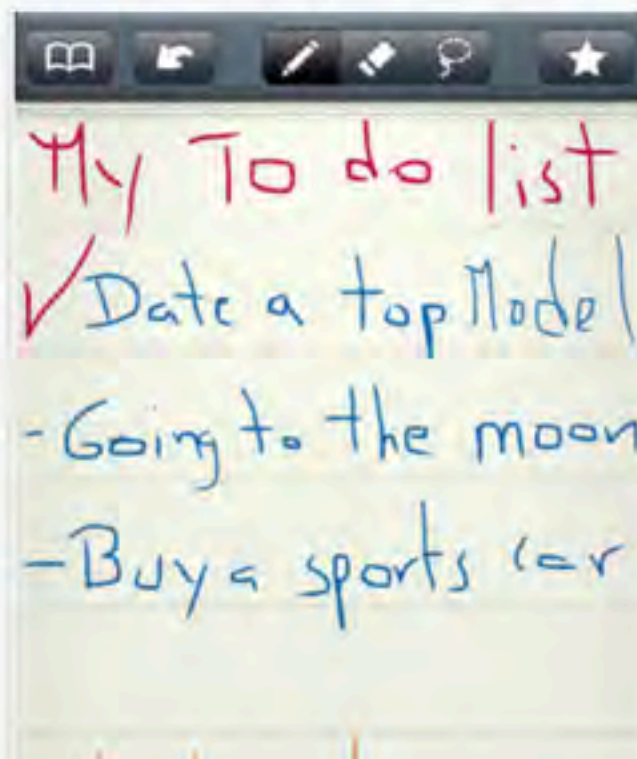 My To do list
Date a top Model
- Going to the moon
- Buy a sports car